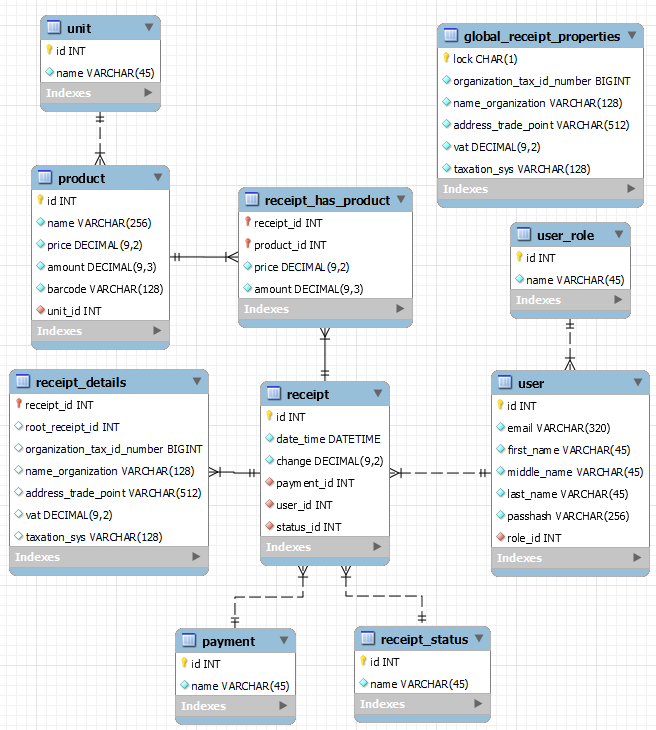 unit
id INT
name VARCHAR(45)
Indexes
global_receipt_properties
lock CHAR(1)
organization_tax_id_number BIGINT
name_organization VARCHAR(128)
address_trade_point VARCHAR(512)
vat DECIMAL(9,2)
taxation_sys VARCHAR(128)
Indexes
product
id INT
name VARCHAR(256)
price DECIMAL(9,2)
amount DECIMAL(9,3)
barcode VARCHAR(128)
unit_id INT
Indexes
receipt_has_product
receipt_id INT
product_id INT
price DECIMAL(9,2)
amount DECIMAL(9,3)
Indexes
user_role
id INT
name VARCHAR(45)
Indexes
receipt_details
receipt_id INT
root_receipt_id INT
organization_tax_id_number BIGINT
name_organization VARCHAR(128)
address_trade_point VARCHAR(512)
vat DECIMAL(9,2)
taxation_sys VARCHAR(128)
Indexes
receipt
id INT
date_time DATETIME
change DECIMAL(9,2)
payment_id INT
user_id INT
status_id INT
Indexes
user
id INT
email VARCHAR(320)
first_name VARCHAR(45)
middle_name VARCHAR(45)
last_name VARCHAR(45)
passhash VARCHAR(256)
role_id INT
Indexes
payment
id INT
name VARCHAR(45)
Indexes
receipt_status
id INT
name VARCHAR(45)
Indexes